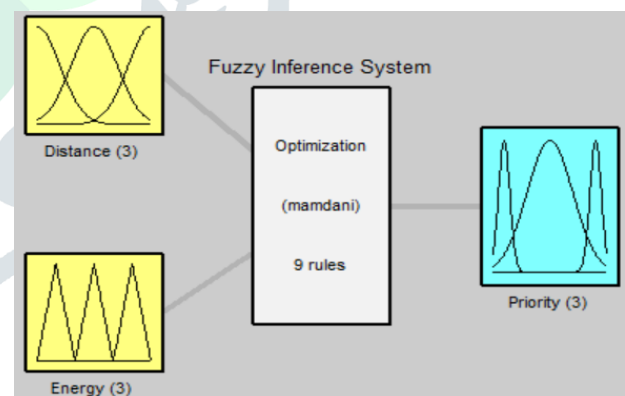 Fuzzy Inference System
Distance (3)
Optimization
(mamdani)
9 rules
Priority (3)
Energy (3)